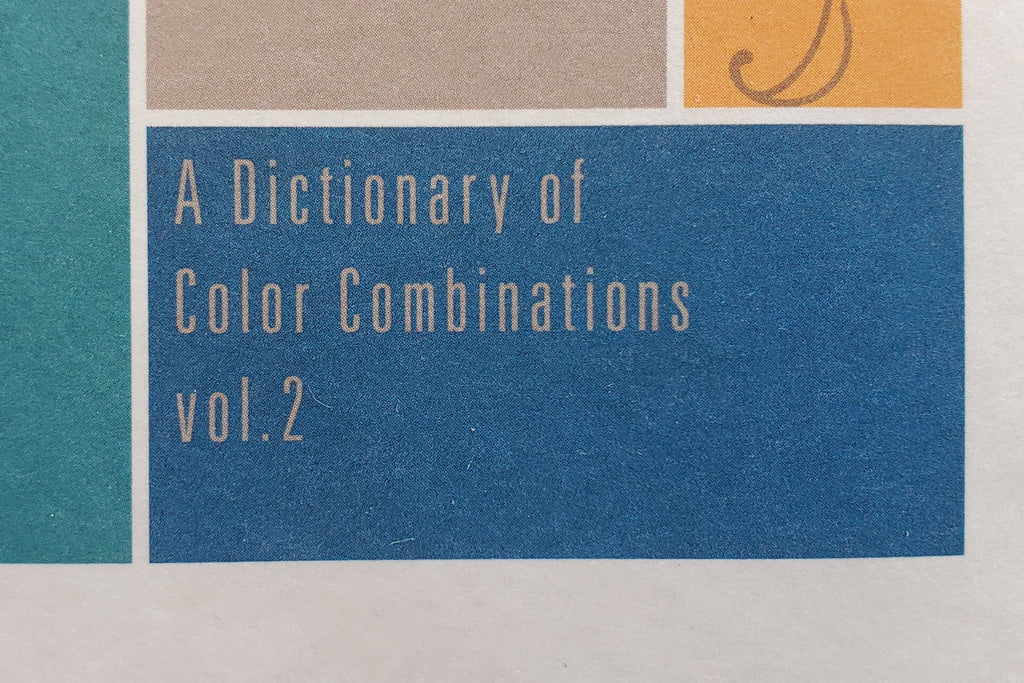 A Dictionary of
Color Combinations
vol.2